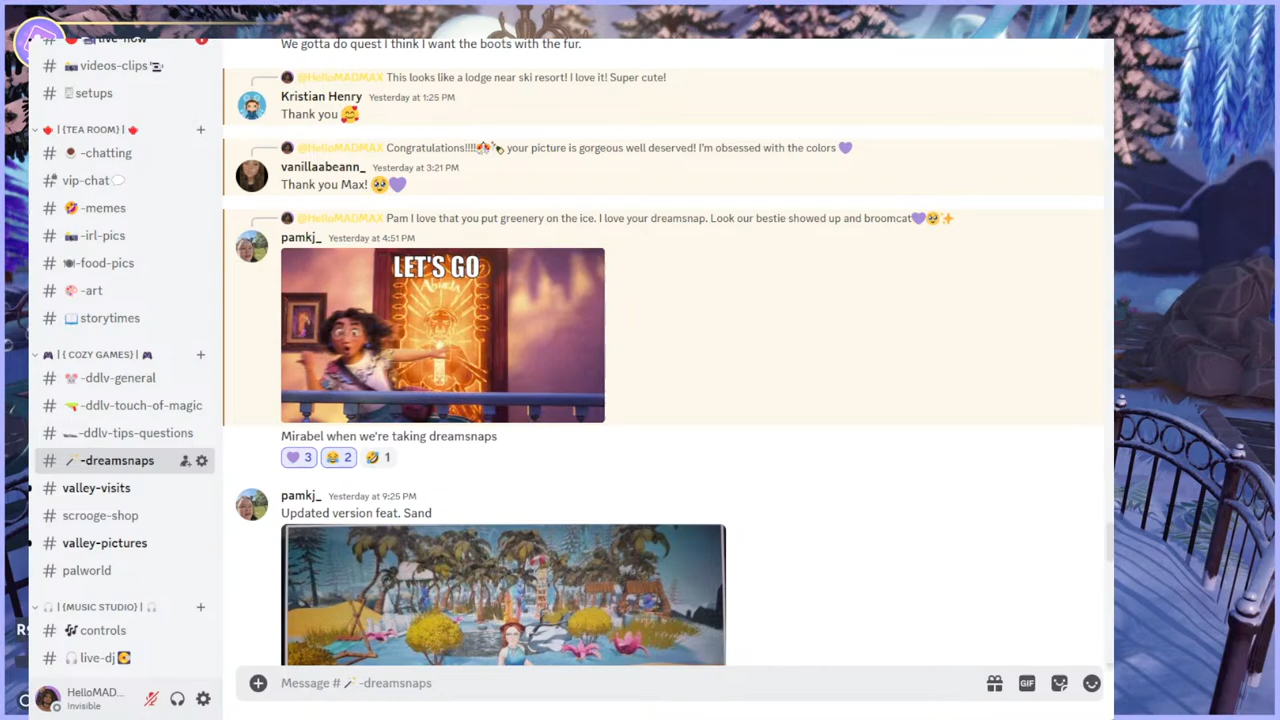 live-now
videos-clips
setups
| {TEA ROOM} |
-chatting
vip-chat
-memes
-irl-pics
-food-pics
-art
storytimes
| { COZY GAMES} |
-ddlv-general
-ddlv-touch-of-magic
-ddlv-tips-questions
-dreamsnaps
valley-visits
scrooge-shop
valley-pictures
palworld
| {MUSIC STUDIO} |
controls
live-dj
HelloMAD...
Invisible
We gotta do quest I think I want the boots with the fur.
@HelloMADMAX This looks like a lodge near ski resort! I love it! Super cute!
Kristian Henry Yesterday at 1:25 PM
Thank you 🥰
@HelloMADMAX Congratulations!!!!🎊🍾 your picture is gorgeous well deserved! I'm obsessed with the colors 💜
vanillaabeann_ Yesterday at 3:21 PM
Thank you Max! 🥹💜
@HelloMADMAX Pam I love that you put greenery on the ice. I love your dreamsnap. Look our bestie showed up and broomcat💜🥹✨
pamkj_ Yesterday at 4:51 PM
LET'S GO
Abuela
Mirabel when we're taking dreamsnaps
💜 3 😂 2 🤣 1
pamkj_ Yesterday at 9:25 PM
Updated version feat. Sand
Message # -dreamsnaps
GIF